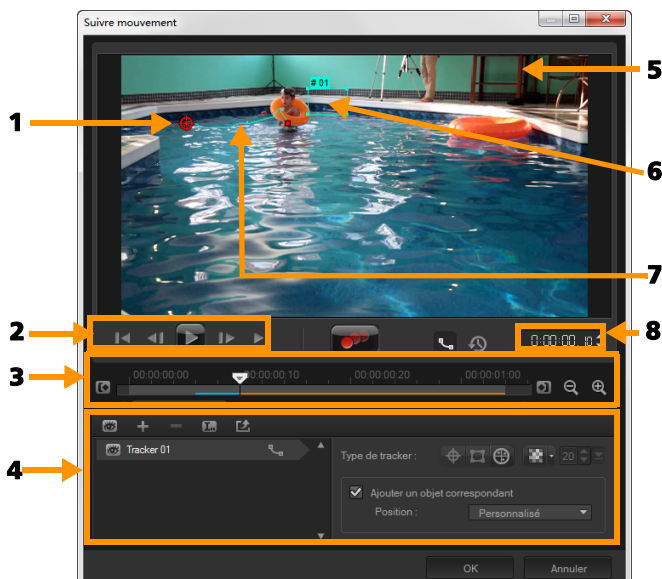 Suivre mouvement
# 01
5
1
6
7
2
0:00:00
10
8
3
00:00:00:00
00:00:00:10
00:00:00:20
00:00:01:00
4
Tracker 01
Type de tracker :
20
Ajouter un objet correspondant
Position :
Personnalisé
OK
Annuler